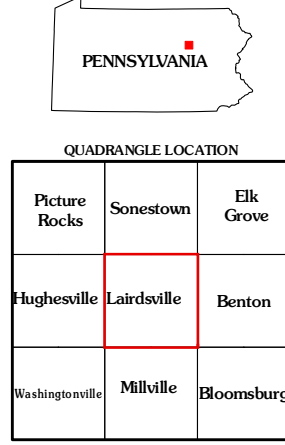 PENNSYLVANIA
QUADRANGLE LOCATION
Picture
Rocks
Sonestown
Elk
Grove
Hughesville
Lairdsville
Benton
Washingtonville
Millville
Bloomsburg